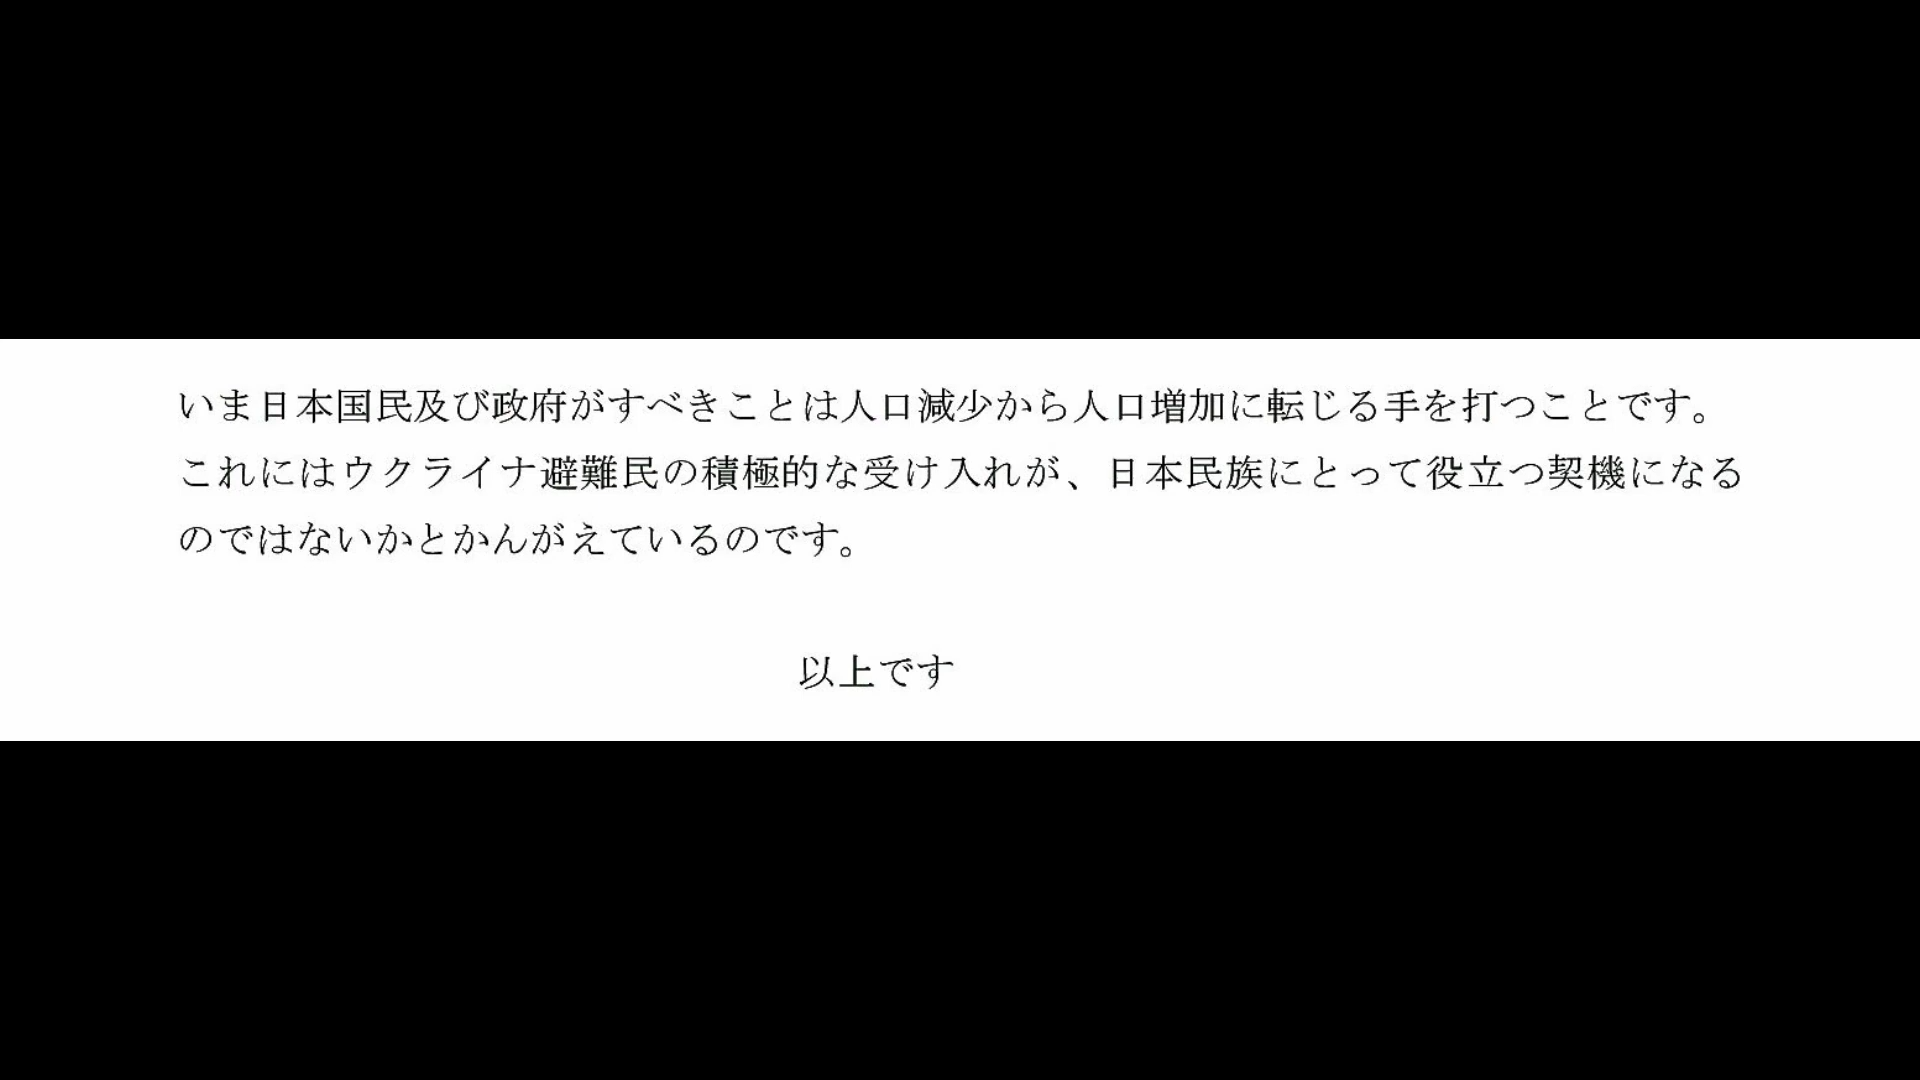 いま日本国民及び政府がすべきことは人口減少から人口増加に転じる手を打つことです。
これにはウクライナ避難民の積極的な受け入れが、日本民族にとって役立つ契機になる
のではないかとかんがえているのです。
以上です